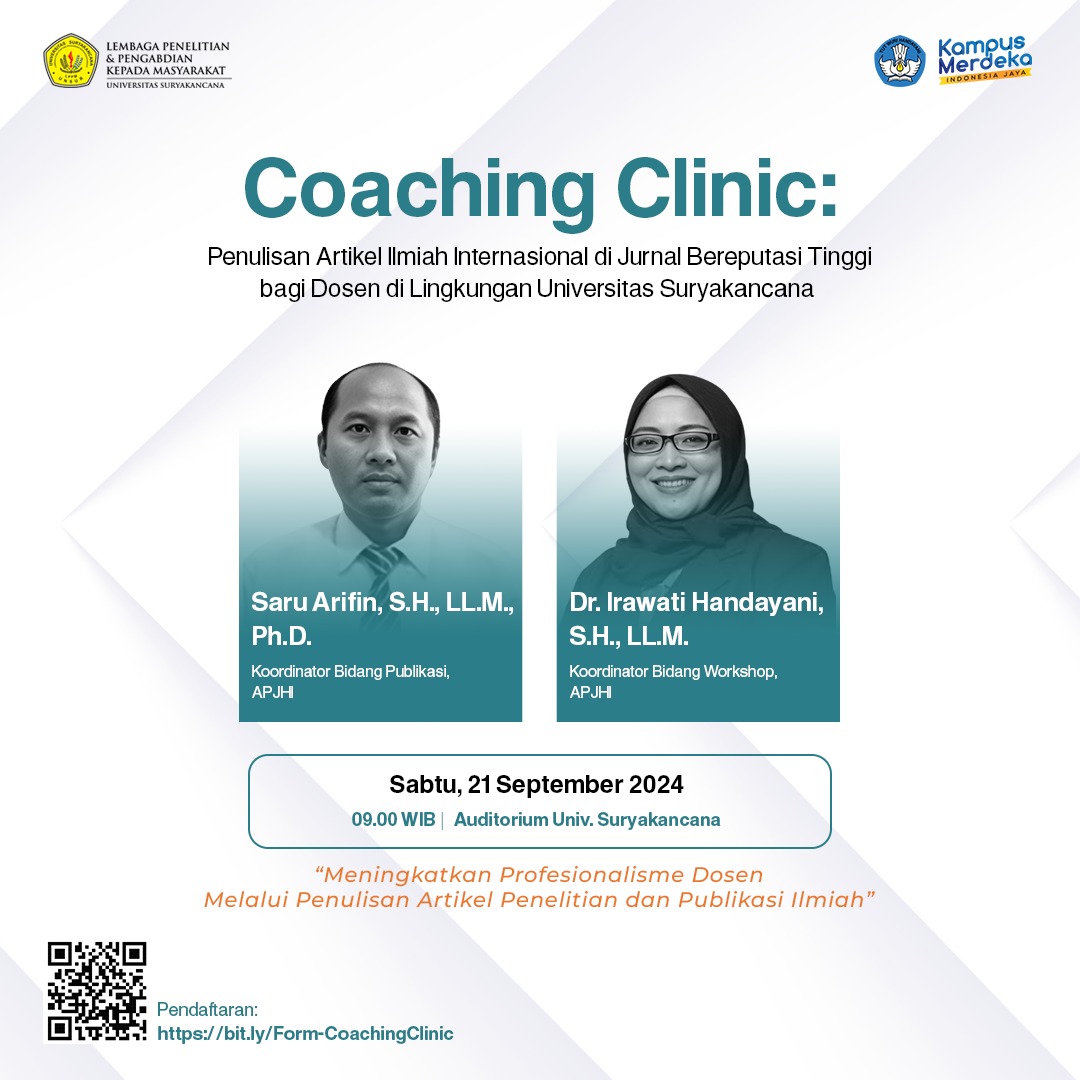 LEMBAGA PENELITIAN
& PENGABDIAN
KEPADA MASYARAKAT
UNIVERSITAS SURYAKANCANA
Kampus
Merdeka
INDONESIA JAYA
Coaching Clinic:
Penulisan Artikel Ilmiah Internasional di Jurnal Bereputasi Tinggi
bagi Dosen di Lingkungan Universitas Suryakancana
Saru Arifin, S.H., LL.M.,
Ph.D.
Koordinator Bidang Publikasi,
APJHI
Dr. Irawati Handayani,
S.H., LL.M.
Koordinator Bidang Workshop,
APJHI
Sabtu, 21 September 2024
09.00 WIB | Auditorium Univ. Suryakancana
“Meningkatkan Profesionalisme Dosen
Melalui Penulisan Artikel Penelitian dan Publikasi Ilmiah”
Pendaftaran:
https://bit.ly/Form-CoachingClinic